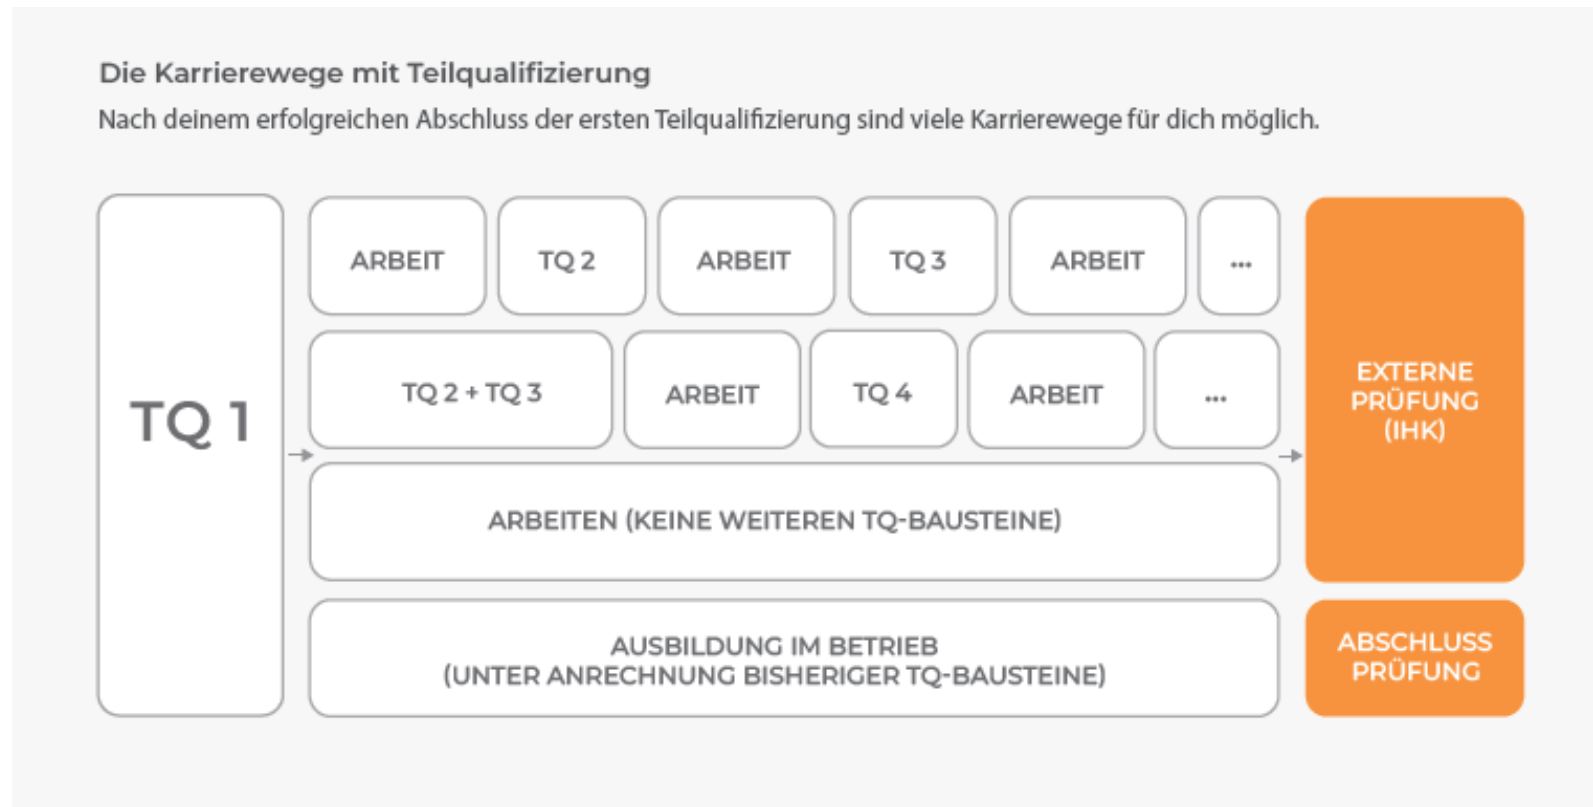 Die Karrierewege mit Teilqualifizierung
Nach deinem erfolgreichen Abschluss der ersten Teilqualifizierung sind viele Karrierewege für dich möglich.
TQ 1
ARBEIT
TQ 2
ARBEIT
TQ 3
ARBEIT
...
TQ 2 + TQ 3
ARBEIT
TQ 4
ARBEIT
...
ARBEITEN (KEINE WEITEREN TQ-BAUSTEINE)
AUSBILDUNG IM BETRIEB
(UNTER ANRECHNUNG BISHERIGER TQ-BAUSTEINE)
EXTERNE
PRÜFUNG
(IHK)
ABSCHLUSS
PRÜFUNG